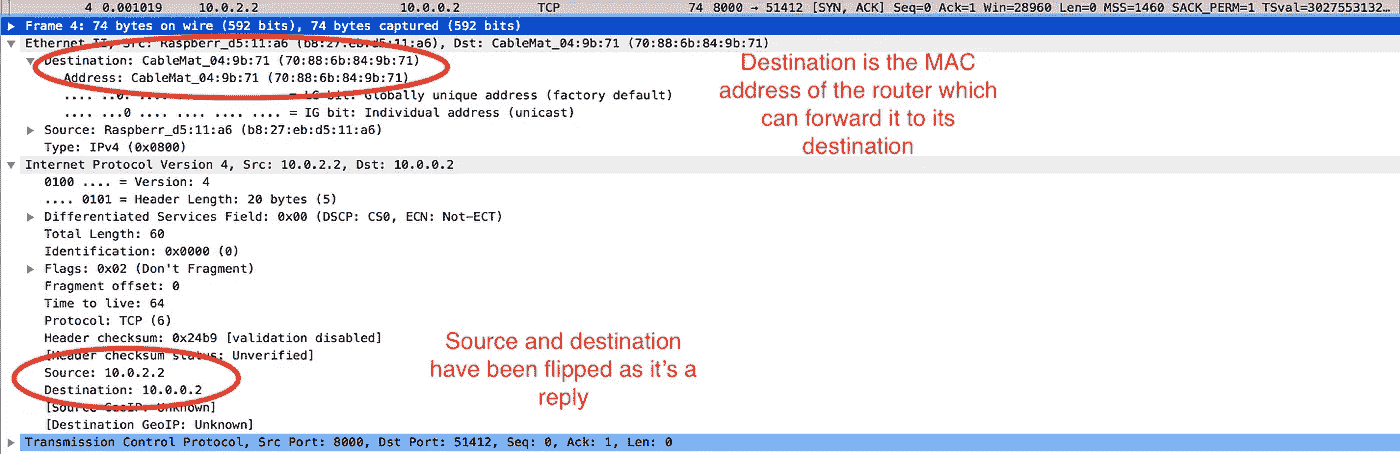 4 0.001019 10.0.2.2 10.0.0.2 TCP 74 8000 → 51412 [SYN, ACK] Seq=0 Ack=1 Win=28960 Len=0 MSS=1460 SACK_PERM=1 TSval=3027553132…
Frame 4: 74 bytes on wire (592 bits), 74 bytes captured (592 bits)
Ethernet II, Src: Raspberr_d5:11:a6 (b8:27:eb:d5:11:a6), Dst: CableMat_04:9b:71 (70:88:6b:84:9b:71)
Destination: CableMat_04:9b:71 (70:88:6b:84:9b:71)
Address: CableMat_04:9b:71 (70:88:6b:84:9b:71)
.... ..0. .... = LG bit: Globally unique address (factory default)
.... ...0 .... .... .... .... = IG bit: Individual address (unicast)
Source: Raspberr_d5:11:a6 (b8:27:eb:d5:11:a6)
Type: IPv4 (0x0800)
Destination is the MAC
address of the router which
can forward it to its
destination
Internet Protocol Version 4, Src: 10.0.2.2, Dst: 10.0.0.2
0100 .... = Version: 4
.... 0101 = Header Length: 20 bytes (5)
Differentiated Services Field: 0x00 (DSCP: CS0, ECN: Not-ECT)
Total Length: 60
Identification: 0x0000 (0)
Flags: 0x02 (Don't Fragment)
Fragment offset: 0
Time to live: 64
Protocol: TCP (6)
Header checksum: 0x24b9 [validation disabled]
[Header checksum status: Unverified]
Source: 10.0.2.2
Destination: 10.0.0.2
[Source GeoIP: Unknown]
[Destination GeoIP: Unknown]
Source and destination
have been flipped as it's a
reply
Transmission Control Protocol, Src Port: 8000, Dst Port: 51412, Seq: 0, Ack: 1, Len: 0